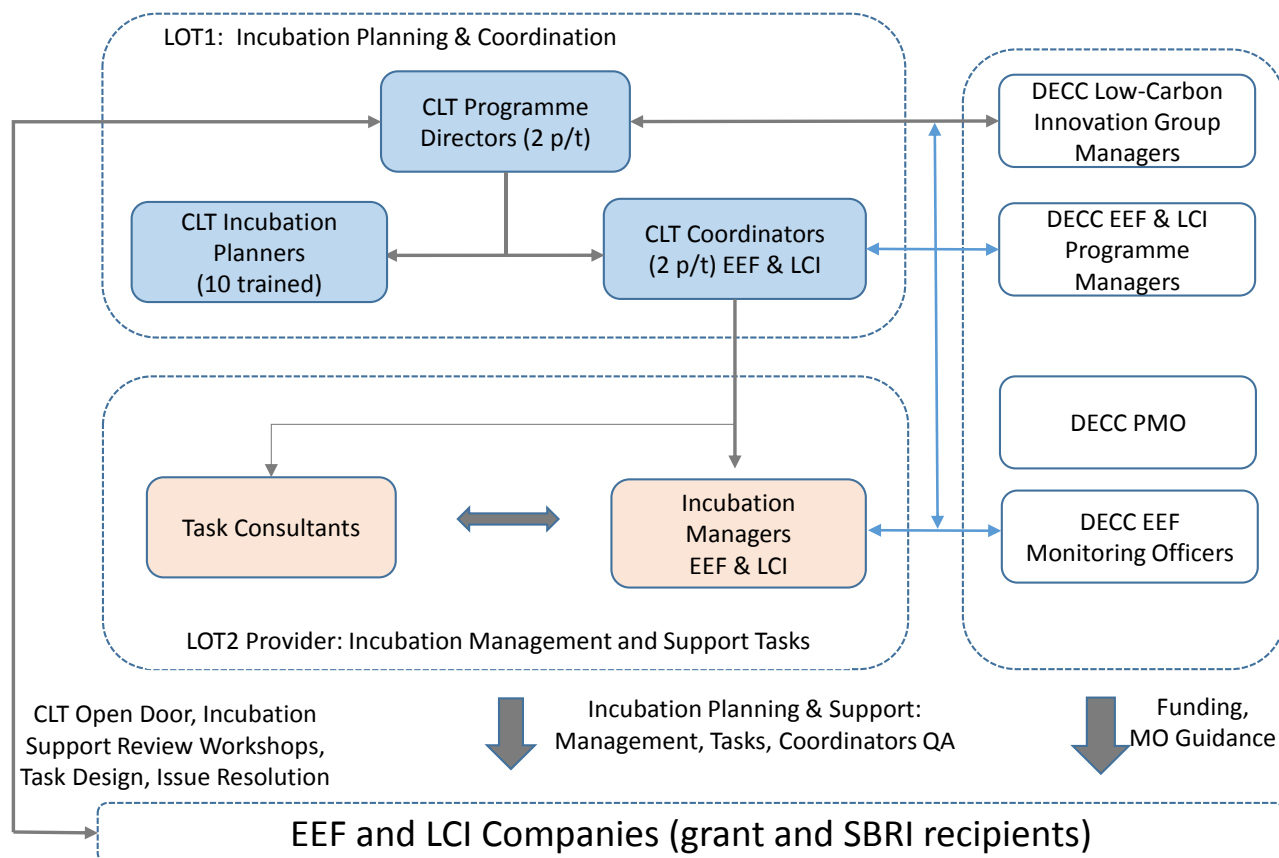 LOT1:  Incubation Planning & Coordination
CLT Programme
Directors (2 p/t)
DECC Low-Carbon
Innovation Group
Managers
CLT Incubation
Planners
(10 trained)
CLT Coordinators
(2 p/t) EEF & LCI
DECC EEF & LCI
Programme
Managers
DECC PMO
Task Consultants
Incubation
Managers
EEF & LCI
DECC EEF
Monitoring Officers
LOT2 Provider: Incubation Management and Support Tasks
CLT Open Door, Incubation
Support Review Workshops,
Task Design, Issue Resolution
Incubation Planning & Support:
Management, Tasks, Coordinators QA
Funding,
MO Guidance
EEF and LCI Companies (grant and SBRI recipients)